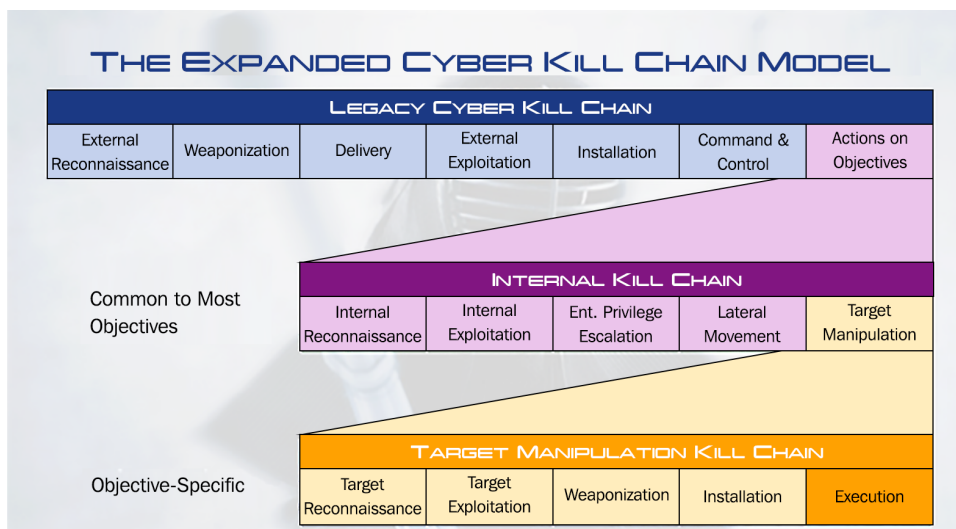 THE EXPANDED CYBER KILL CHAIN MODEL
LEGACY CYBER KILL CHAIN
External
Reconnaissance
Weaponization
Delivery
External
Exploitation
Installation
Command &
Control
Actions on
Objectives
Common to Most
Objectives
INTERNAL KILL CHAIN
Internal
Reconnaissance
Internal
Exploitation
Ent. Privilege
Escalation
Lateral
Movement
Target
Manipulation
Objective-Specific
TARGET MANIPULATION KILL CHAIN
Target
Reconnaissance
Target
Exploitation
Weaponization
Installation
Execution